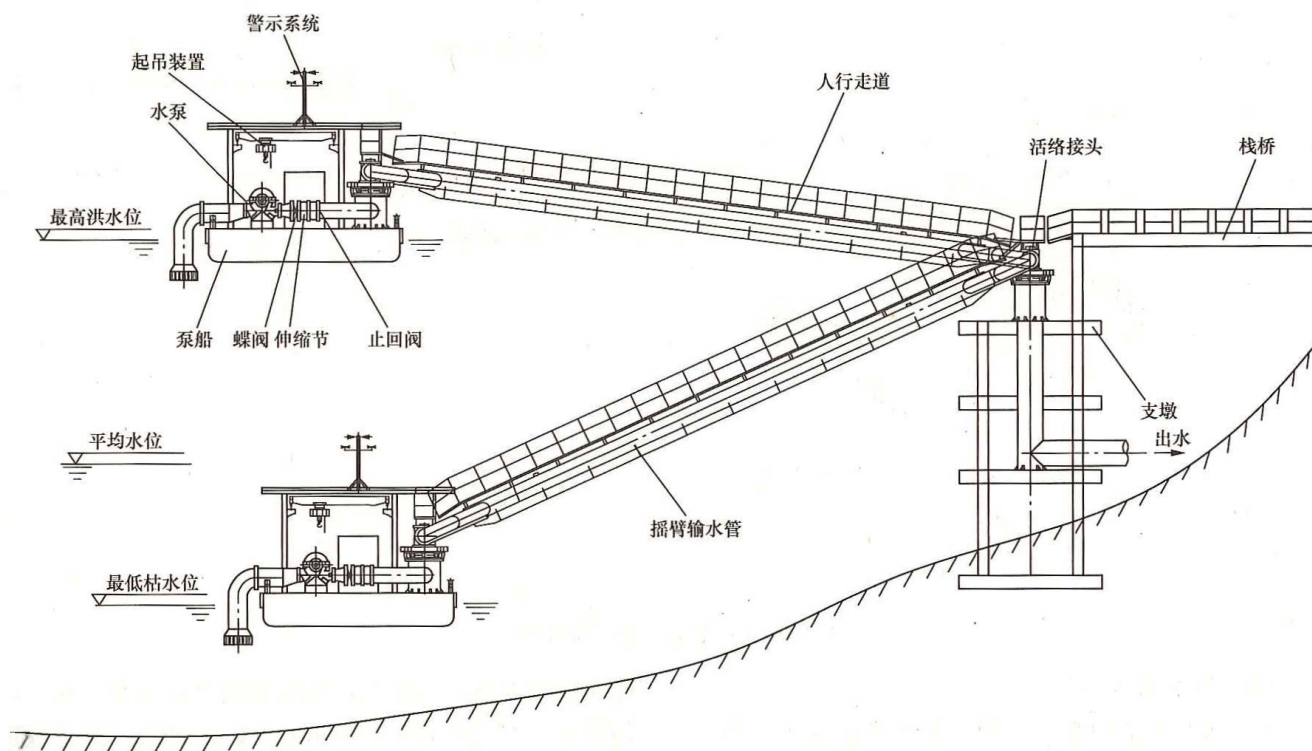 警示系统
起吊装置
水泵
人行走道
活络接头
栈桥
最高洪水位
泵船
蝶阀
伸缩节
止回阀
支墩
出水
平均水位
摇臂输水管
最低枯水位